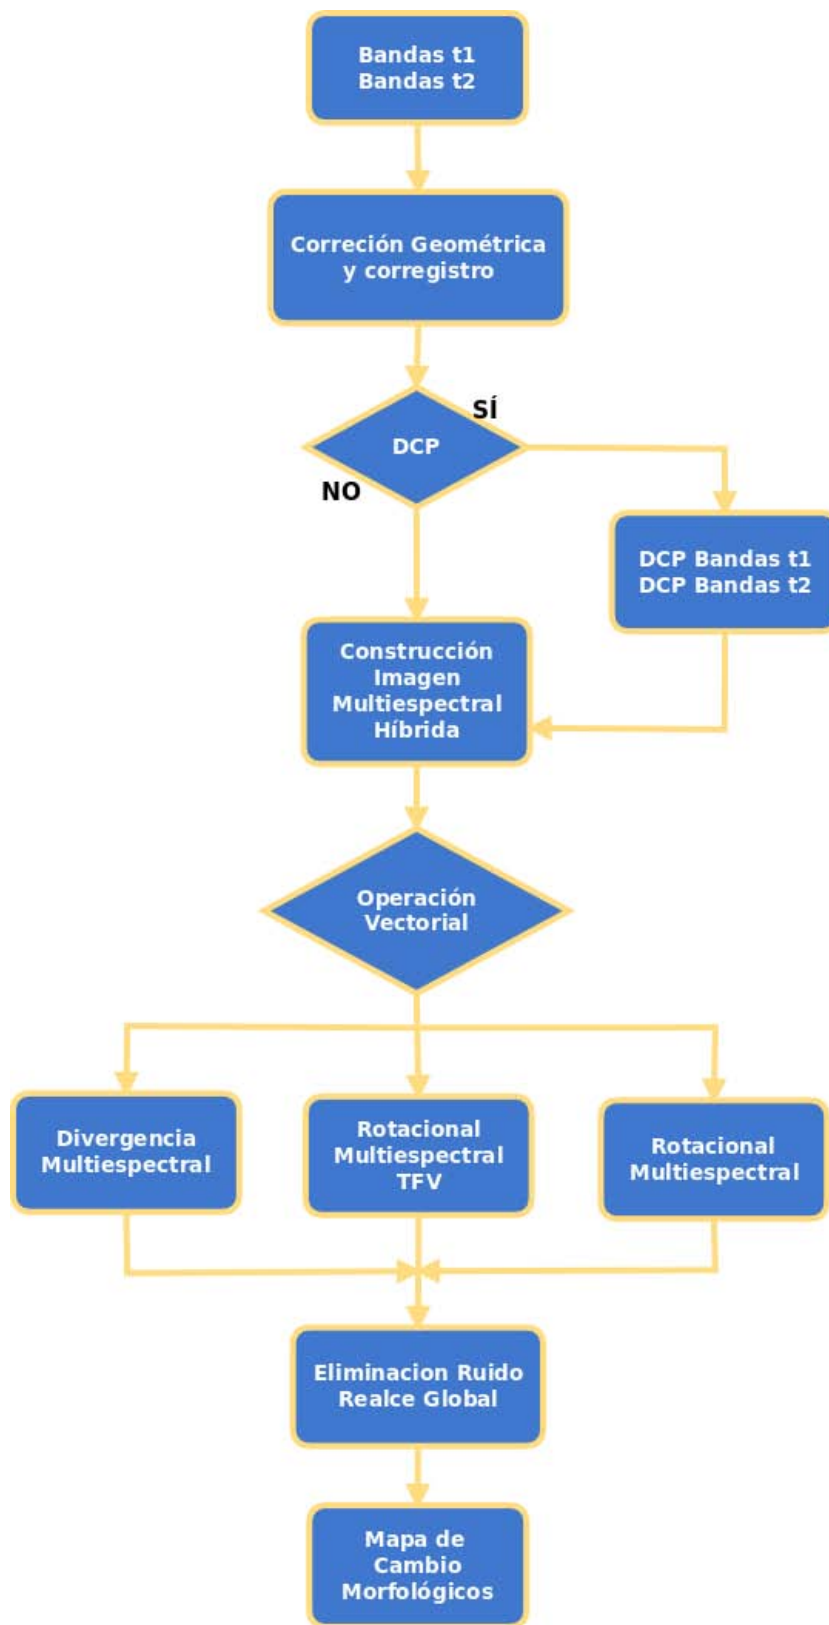 Bandas t1
Bandas t2
Correción Geométrica
y corregistro
SÍ
DCP
NO
DCP Bandas t1
DCP Bandas t2
Construcción
Imagen
Multiespectral
Híbrida
Operación
Vectorial
Divergencia
Multiespectral
Rotacional
Multiespectral
TFV
Rotacional
Multiespectral
Eliminacion Ruido
Realce Global
Mapa de
Cambio
Morfológicos